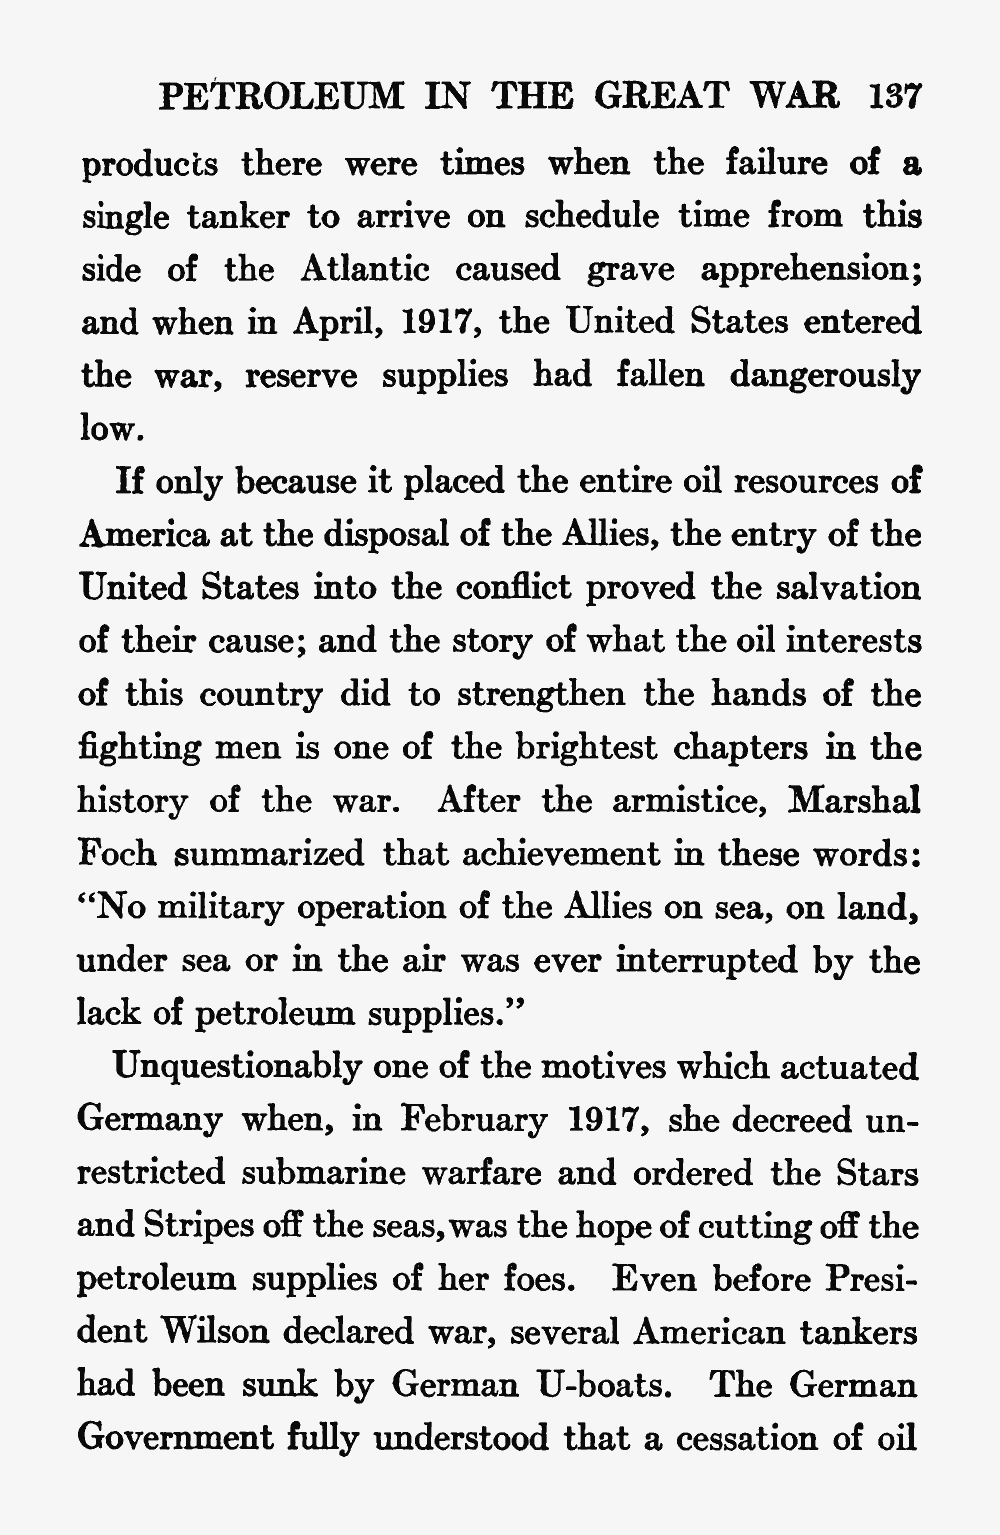 PETROLEUM IN THE GREAT WAR 137
products there were times when the failure of a
single tanker to arrive on schedule time from this
side of the Atlantic caused grave apprehension;
and when in April, 1917, the United States entered
the war, reserve supplies had fallen dangerously
low.
If only because it placed the entire oil resources of
America at the disposal of the Allies, the entry of the
United States into the conflict proved the salvation
of their cause; and the story of what the oil interests
of this country did to strengthen the hands of the
fighting men is one of the brightest chapters in the
history of the war. After the armistice, Marshal
Foch summarized that achievement in these words:
“No military operation of the Allies on sea, on land,
under sea or in the air was ever interrupted by the
lack of petroleum supplies.”
Unquestionably one of the motives which actuated
Germany when, in February 1917, she decreed un-
restricted submarine warfare and ordered the Stars
and Stripes off the seas, was the hope of cutting off the
petroleum supplies of her foes. Even before Presi-
dent Wilson declared war, several American tankers
had been sunk by German U-boats. The German
Government fully understood that a cessation of oil